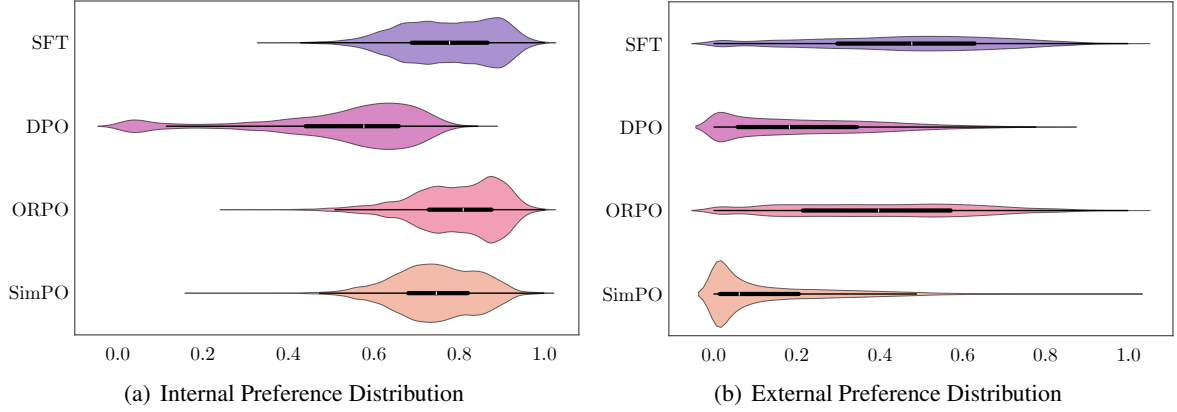 SFT
DPO
ORPO
SimPO
0.0 0.2 0.4 0.6 0.8 1.0
(a) Internal Preference Distribution
SFT
DPO
ORPO
SimPO
0.0 0.2 0.4 0.6 0.8 1.0
(b) External Preference Distribution